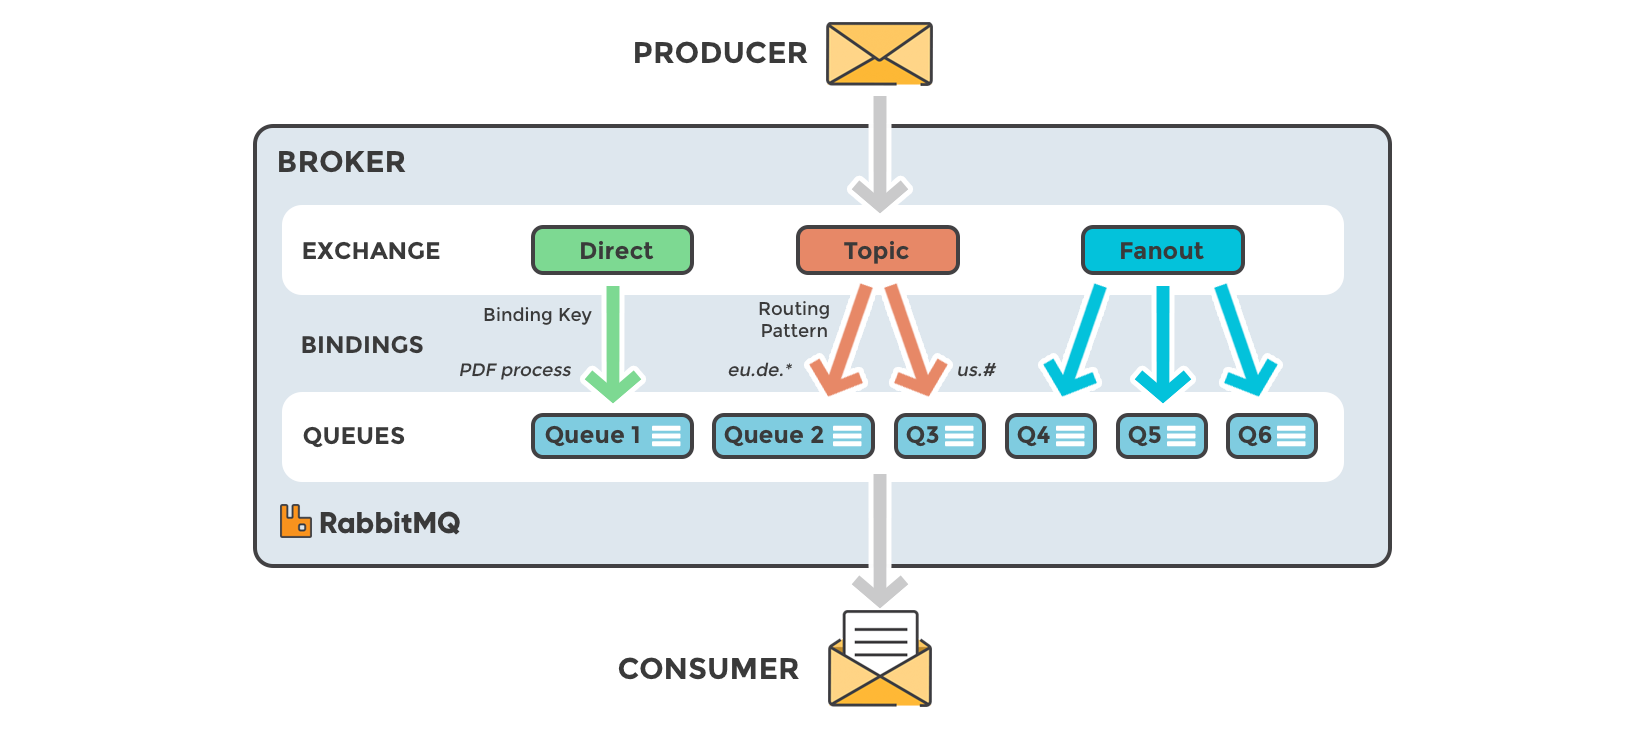 PRODUCER
BROKER
EXCHANGE
Direct
Topic
Fanout
Binding Key
Routing
Pattern
BINDINGS
PDF process
eu.de.*
us.#
QUEUES
Queue 1
Queue 2
Q3
Q4
Q5
Q6
RabbitMQ
CONSUMER